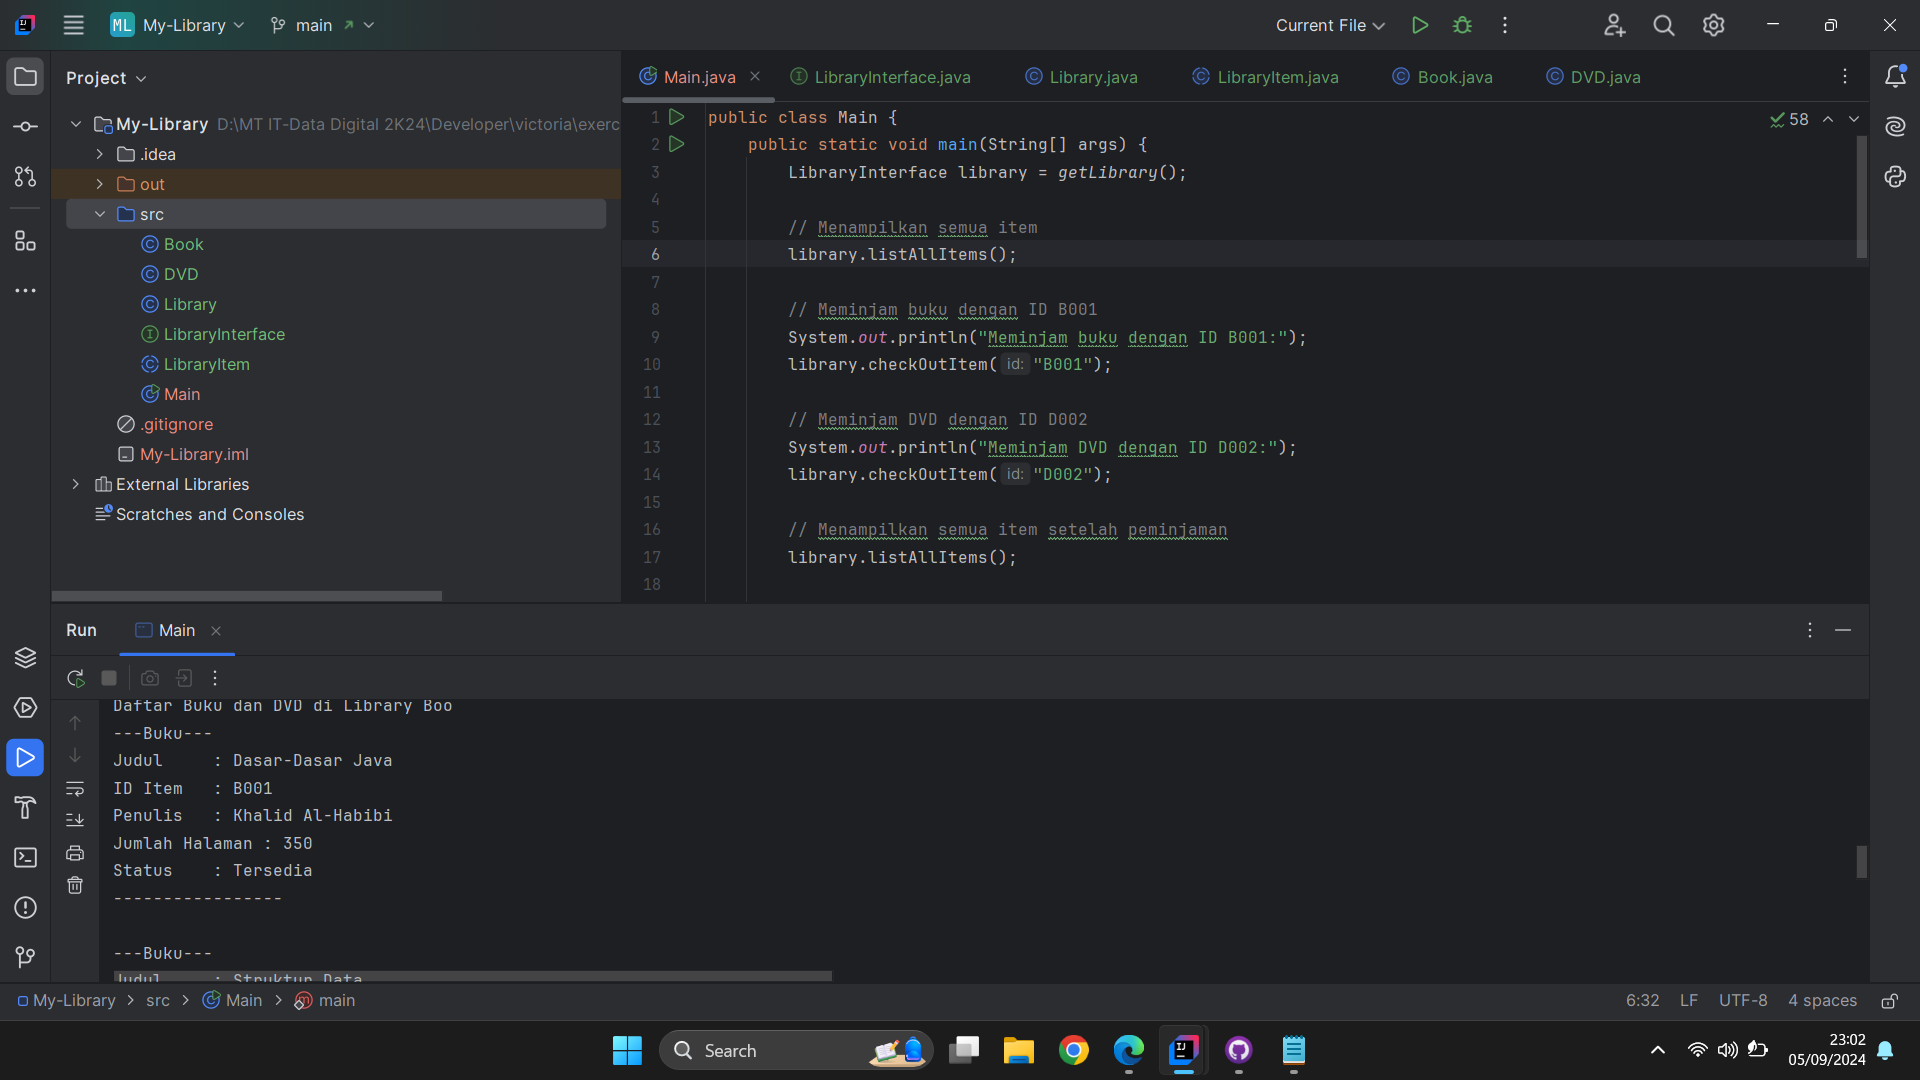 ML My-Library main Current File
Project
My-Library D:\MT IT-Data Digital 2K24\Developer\victoria\exerc
.idea
out
src
Book
DVD
Library
LibraryInterface
LibraryItem
Main
.gitignore
My-Library.iml
External Libraries
Scratches and Consoles
Main.java LibraryInterface.java Library.java LibraryItem.java Book.java DVD.java
58
1 public class Main {
2 public static void main(String[] args) {
3 LibraryInterface library = getLibrary();
4
5 // Menampilkan semua item
6 library.listAllItems();
7
8 // Meminjam buku dengan ID B001
9 System.out.println("Meminjam buku dengan ID B001:");
10 library.checkOutItem( id: "B001");
11
12 // Meminjam DVD dengan ID D002
13 System.out.println("Meminjam DVD dengan ID D002:");
14 library.checkOutItem( id: "D002");
15
16 // Menampilkan semua item setelah peminjaman
17 library.listAllItems();
18
Run Main
Daftar Buku dan DVD di Library Boo
---Buku---
Judul : Dasar-Dasar Java
ID Item : B001
Penulis : Khalid Al-Habibi
Jumlah Halaman : 350
Status : Tersedia
-----------------
---Buku---
Judul : Struktur Data
My-Library > src > Main > main 6:32 LF UTF-8 4 spaces
Search
23:02
05/09/2024